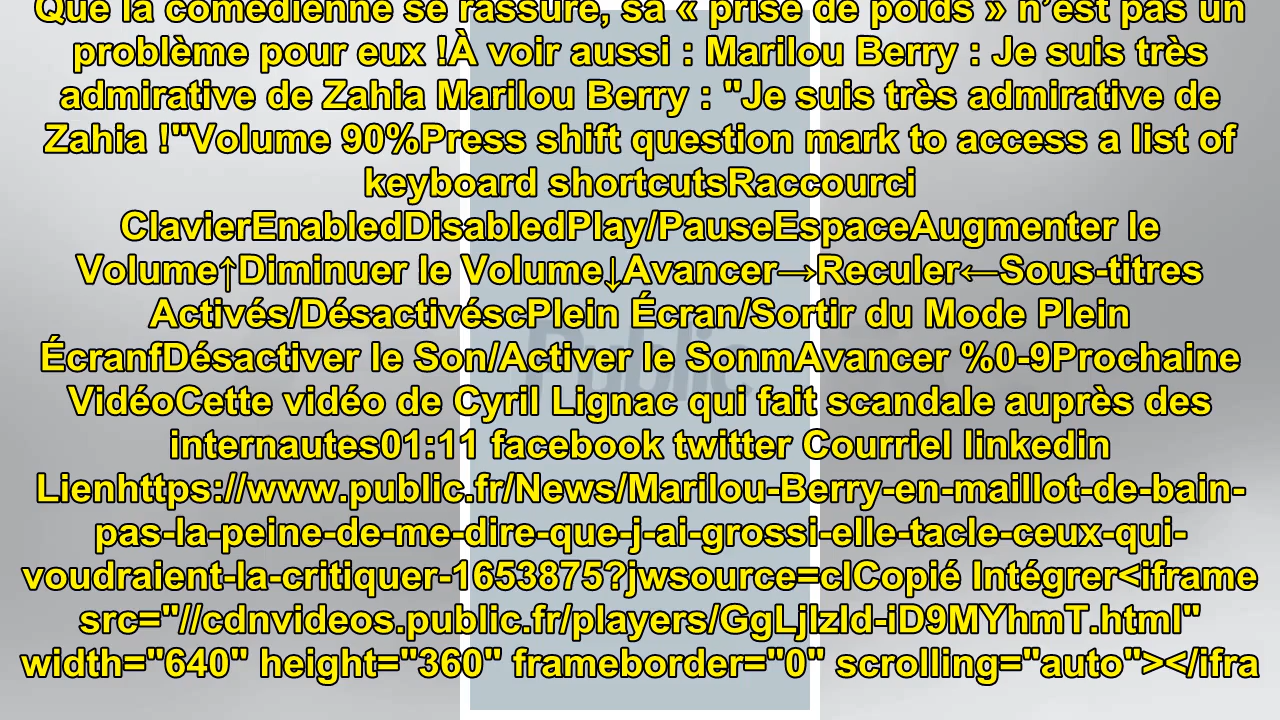 Que la comédienne se rassure, sa « prise de poids » n'est pas un
problème pour eux !À voir aussi : Marilou Berry : Je suis très
admirative de Zahia Marilou Berry : "Je suis très admirative de
Zahia !"Volume 90%Press shift question mark to access a list of
keyboard shortcutsRaccourci
ClavierEnabledDisabledPlay/PauseEspaceAugmenter le
Volume↑Diminuer le Volume↓Avancer→Reculer←Sous-titres
Activés/DésactivéscPlein Écran/Sortir du Mode Plein
ÉcranfDésactiver le Son/Activer le SonmAvancer %0-9Prochaine
VidéoCette vidéo de Cyril Lignac qui fait scandale auprès des
internautes01:11 facebook twitter Courriel linkedin
Lienhttps://www.public.fr/News/Marilou-Berry-en-maillot-de-bain-
pas-la-peine-de-me-dire-que-j-ai-grossi-elle-tacle-ceux-qui-
voudraient-la-critiquer-1653875?jwsource=clCopié Intégrer<iframe
src="//cdnvideos.public.fr/players/GgLjIzId-iD9MYhmT.html"
width="640" height="360" frameborder="0" scrolling="auto"></ifra
Public